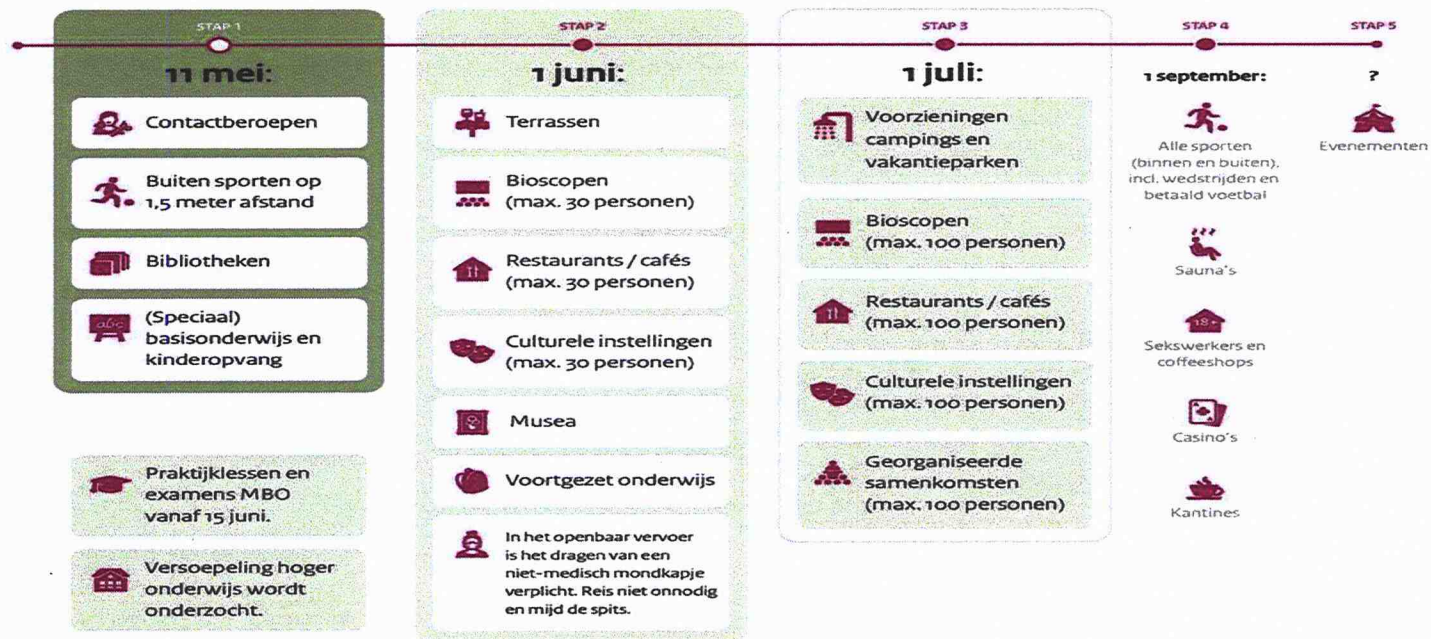 STAP 1
11 mei:
Contactberoepen
Buiten sporten op
1,5 meter afstand
Bibliotheken
abc
(Speciaal)
basisonderwijs en
kinderopvang
Praktijklessen en
examens MBO
vanaf 15 juni.
Versoepeling hoger
onderwijs wordt
onderzocht.
STAP 2
1 juni:
Terrassen
Bioscopen
(max. 30 personen)
Restaurants / cafés
(max. 30 personen)
Culturele instellingen
(max. 30 personen)
Musea
Voortgezet onderwijs
In het openbaar vervoer
is het dragen van een
niet-medisch mondkapje
verplicht. Reis niet onnodig
en mijd de spits.
STAP 3
1 juli:
Voorzieningen
campings en
vakantieparken
Bioscopen
(max. 100 personen)
Restaurants / cafés
(max. 100 personen)
Culturele instellingen
(max. 100 personen)
Georganiseerde
samenkomsten
(max. 100 personen)
STAP 4
1 september:
Alle sporten
(binnen en buiten),
incl. wedstrijden en
betaald voetbal
Sauna's
18+
Sekswerkers en
coffeeshops
Casino's
Kantines
STAP 5
?
Evenementen